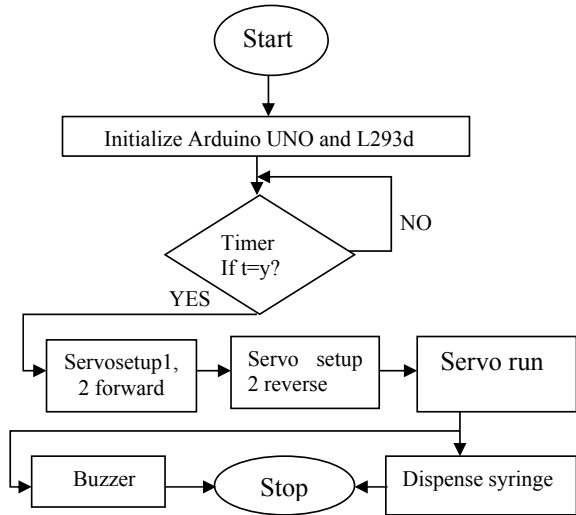 Start
Initialize Arduino UNO and L293d
NO
Timer
If t=y?
YES
Servosetup1,
2 forward
Servo setup
2 reverse
Servo run
Buzzer
Stop
Dispense syringe